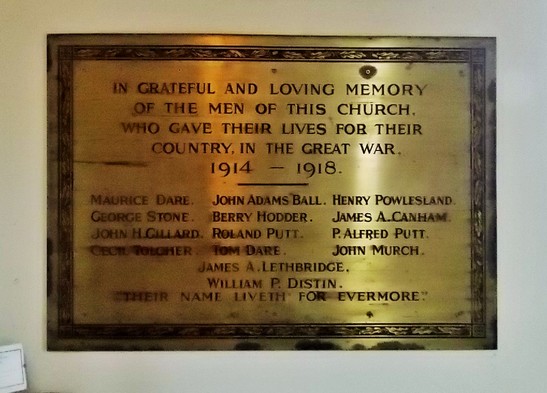 IN GRATEFUL AND LOVING MEMORY
OF THE MEN OF THIS CHURCH,
WHO GAVE THEIR LIVES FOR THEIR
COUNTRY, IN THE GREAT WAR,
1914 — 1918.
MAURICE DARE. JOHN ADAMS BALL. HENRY POWLESLAND.
GEORGE STONE. BERRY HODDER. JAMES A. CANHAM.
JOHN H. GILLARD. ROLAND PUTT. P. ALFRED PUTT.
CECIL TOLCHER. TOM DARE. JOHN MURCH.
JAMES A. LETHBRIDGE,
WILLIAM P. DISTIN.
"THEIR NAME LIVETH FOR EVERMORE."